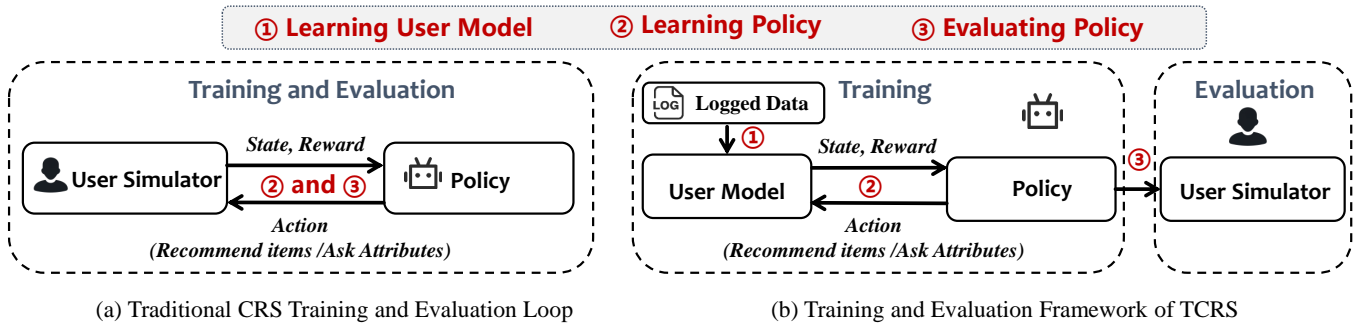 ① Learning User Model ② Learning Policy ③ Evaluating Policy
Training and Evaluation
State, Reward
User Simulator
② and ③
Policy
Action
(Recommend items /Ask Attributes)
(a) Traditional CRS Training and Evaluation Loop
Training
LOG Logged Data
①
State, Reward
User Model
②
Policy
Action
(Recommend items /Ask Attributes)
③
Evaluation
User Simulator
(b) Training and Evaluation Framework of TCRS